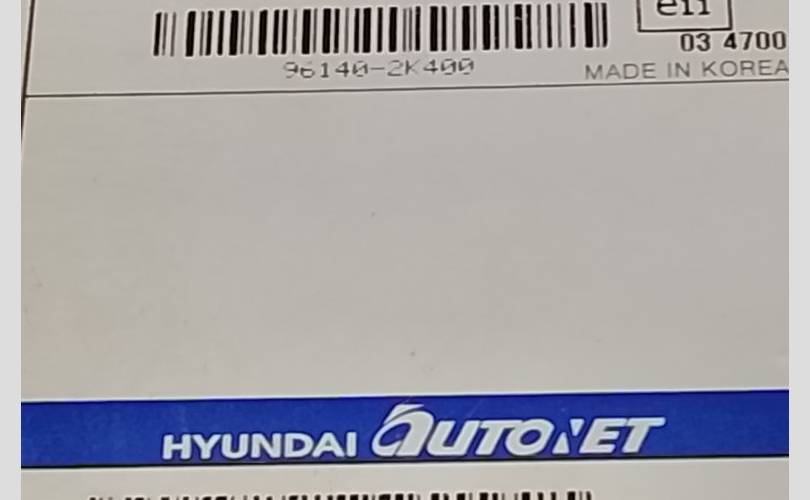 e11
03 4700
96140-2K400
MADE IN KOREA
HYUNDAI AUTONET